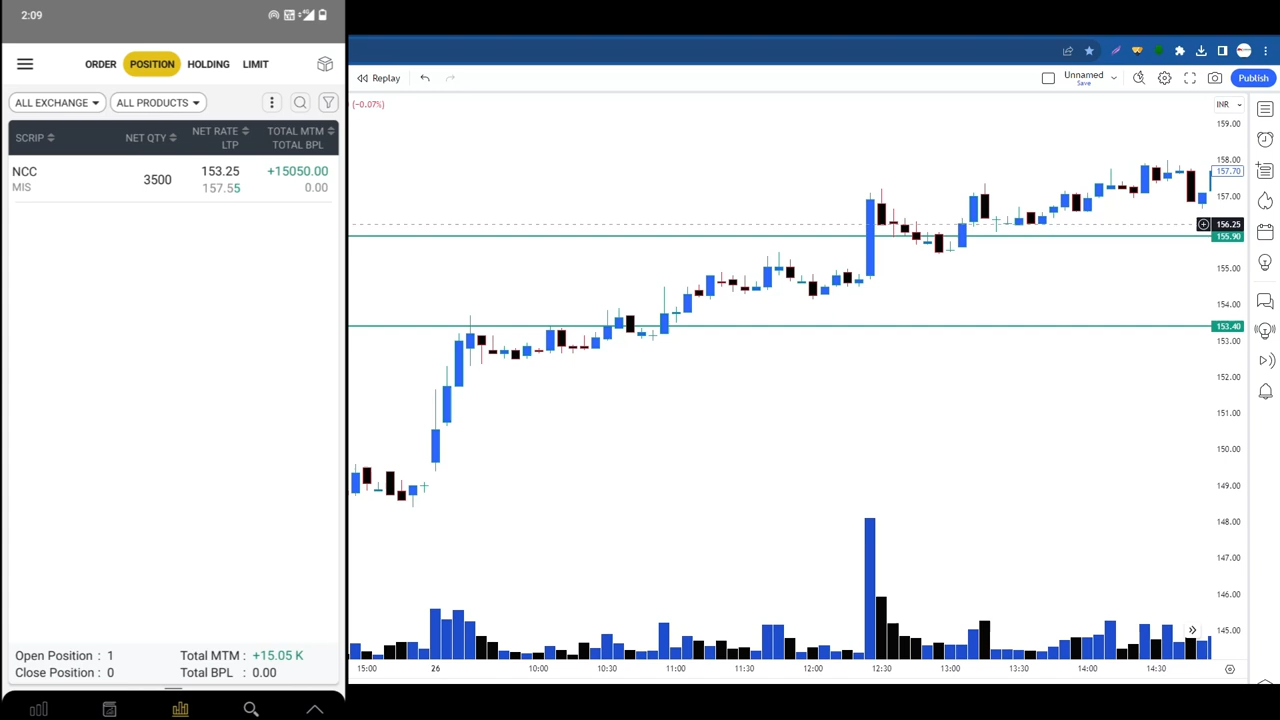 2:09
ORDER POSITION HOLDING LIMIT
ALL EXCHANGE ALL PRODUCTS
SCRIP NET QTY NET RATE TOTAL MTM
LTP TOTAL BPL
NCC 3500 153.25 +15050.00
MIS 157.55 0.00
Open Position : 1 Total MTM : +15.05 K
Close Position : 0 Total BPL : 0.00
Replay Unnamed Publish
Save
(−0.07%) INR
159.00
158.00
157.70
157.00
156.25
155.90
155.00
154.00
153.40
153.00
152.00
151.00
150.00
149.00
148.00
147.00
146.00
145.00
15:00 26 10:00 10:30 11:00 11:30 12:00 12:30 13:00 13:30 14:00 14:30